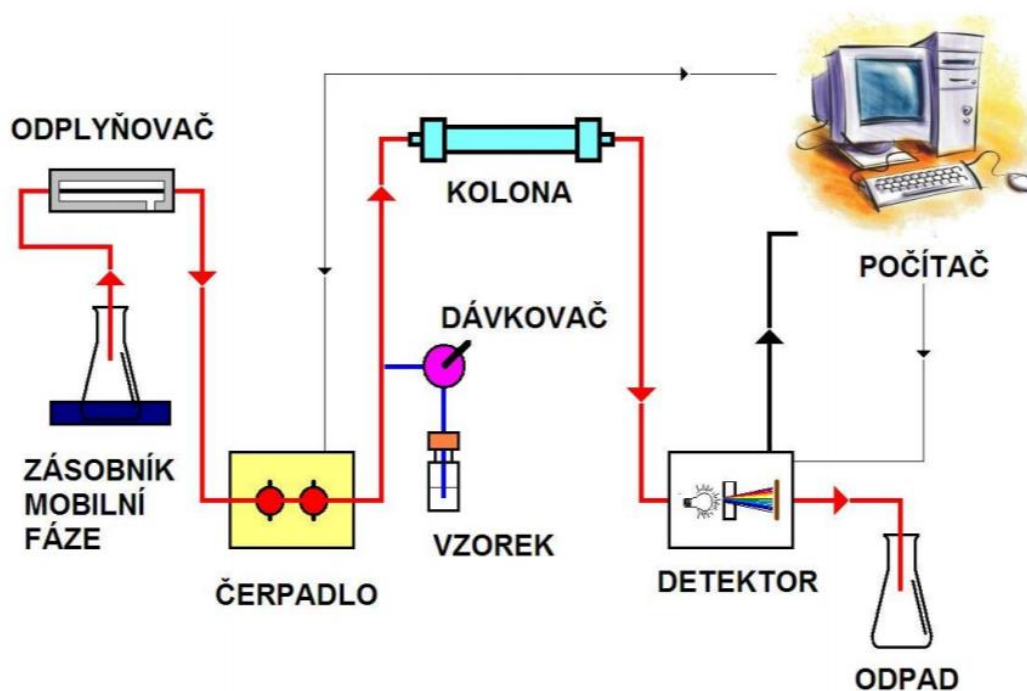 ODPLYŇOVAČ
KOLONA
POČÍTAČ
DÁVKOVAČ
ZÁSOBNÍK
MOBILNÍ
FÁZE
VZOREK
ČERPADLO
DETEKTOR
ODPAD